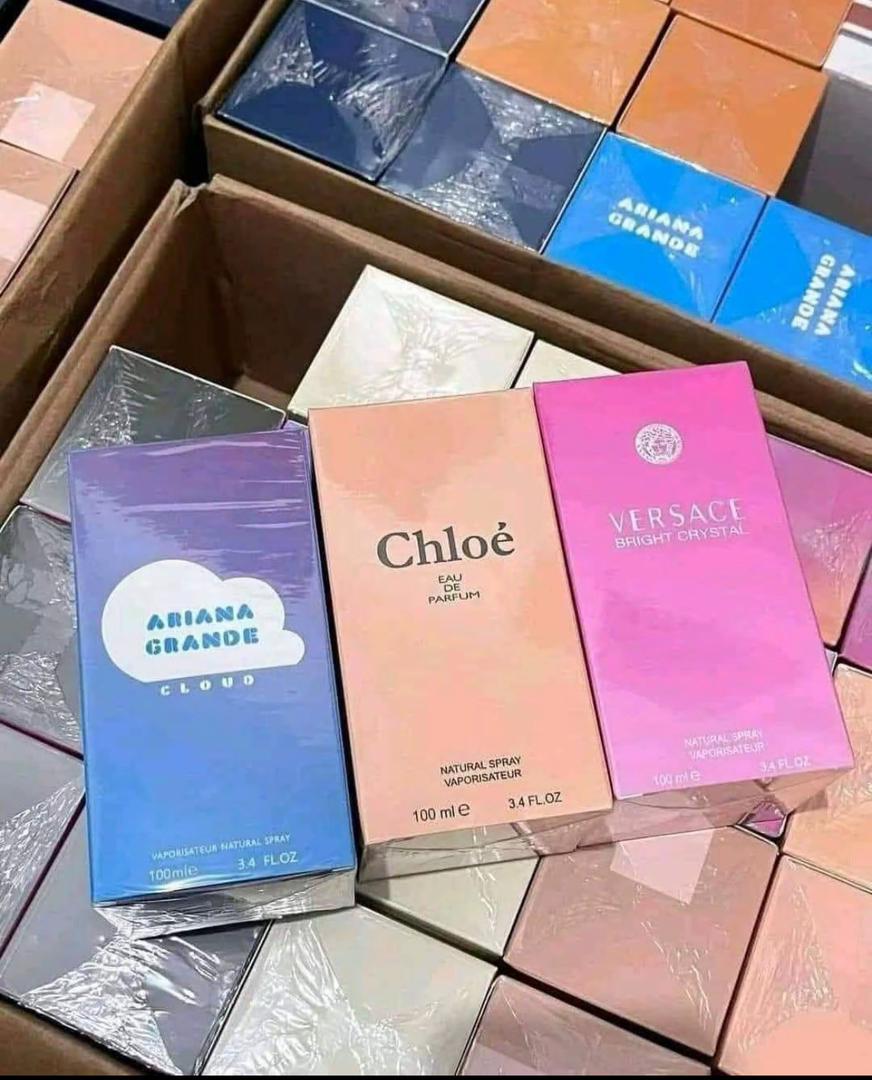 ARIANA
GRANDE
ARIANA
GRANDE
ARIANA
GRANDE
CLOUD
VAPORISATEUR NATURAL SPRAY
100ml e 3.4 FL.OZ
Chloé
EAU
DE
PARFUM
NATURAL SPRAY
VAPORISATEUR
100 ml e 3.4 FL.OZ
VERSACE
BRIGHT CRYSTAL
NATURAL SPRAY
VAPORISATEUR
100 ml e 3.4 FL.OZ